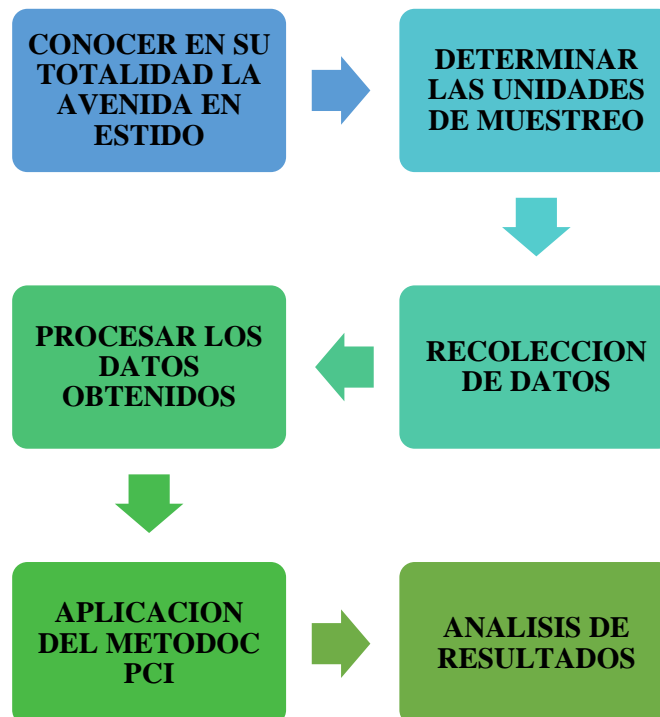 CONOCER EN SU
TOTALIDAD LA
AVENIDA EN
ESTIDO
DETERMINAR
LAS UNIDADES
DE MUESTREO
RECOLECCION
DE DATOS
PROCESAR LOS
DATOS
OBTENIDOS
APLICACION
DEL METODOC
PCI
ANALISIS DE
RESULTADOS